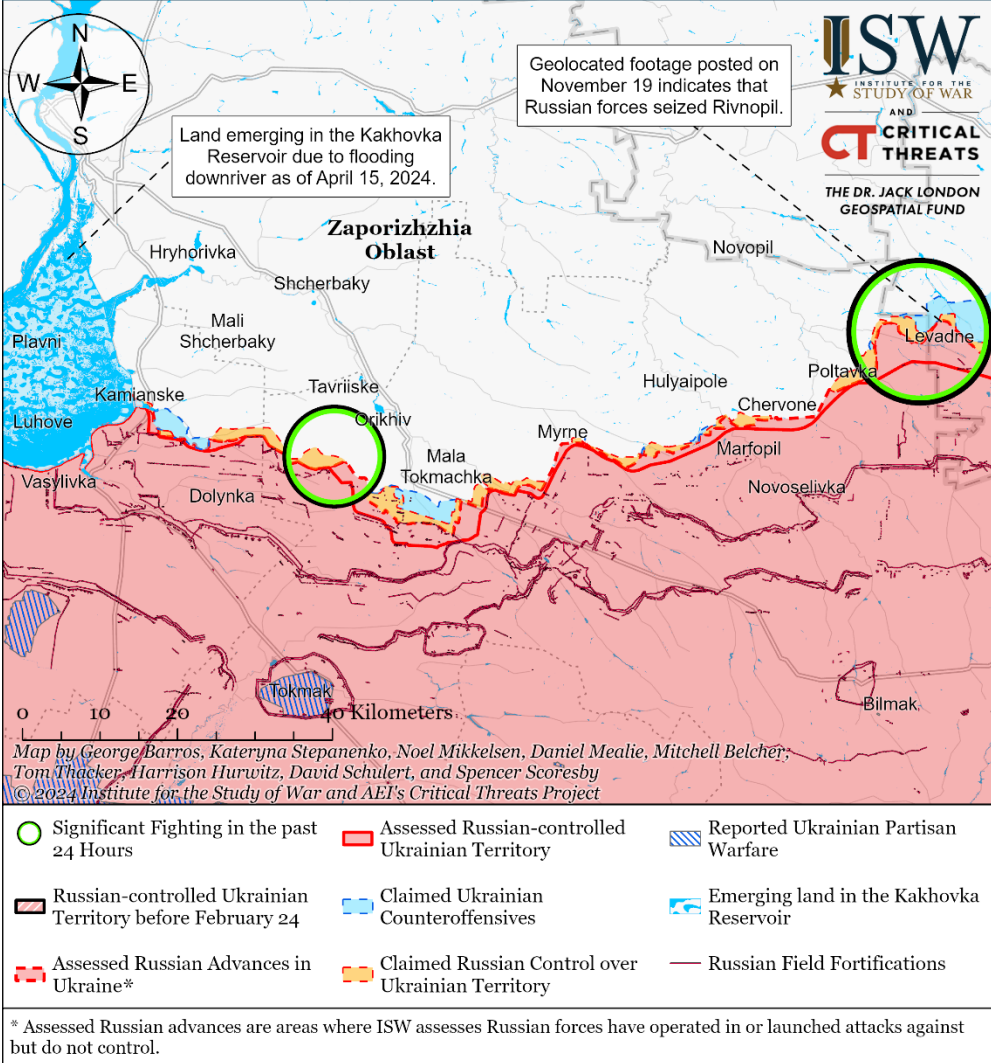 N
W E
S
Geolocated footage posted on
November 19 indicates that
Russian forces seized Rivnopil.
ISW
INSTITUTE FOR THE
STUDY OF WAR
AND
CT CRITICAL
THREATS
THE DR. JACK LONDON
GEOSPATIAL FUND
Land emerging in the Kakhovka
Reservoir due to flooding
downriver as of April 15, 2024.
Zaporizhzhia
Oblast
Hryhorivka
Novopil
Shcherbaky
Mali
Shcherbaky
Plavni
Levadne
Poltavka
Hulyaipole
Tavriiske
Kamianske
Chervone
Luhove
Orikhiv
Myrne
Mala
Tokmachka
Marfopil
Vasylivka
Dolynka
Novoselivka
Tokmak
Bilmak
0 10 20 40 Kilometers
Map by George Barros, Kateryna Stepanenko, Noel Mikkelsen, Daniel Mealie, Mitchell Belcher,
Tom Thacker, Harrison Hurwitz, David Schulert, and Spencer Scoresby
© 2024 Institute for the Study of War and AEI's Critical Threats Project
Significant Fighting in the past
24 Hours
Assessed Russian-controlled
Ukrainian Territory
Reported Ukrainian Partisan
Warfare
Russian-controlled Ukrainian
Territory before February 24
Claimed Ukrainian
Counteroffensives
Emerging land in the Kakhovka
Reservoir
Assessed Russian Advances in
Ukraine*
Claimed Russian Control over
Ukrainian Territory
Russian Field Fortifications
* Assessed Russian advances are areas where ISW assesses Russian forces have operated in or launched attacks against
but do not control.